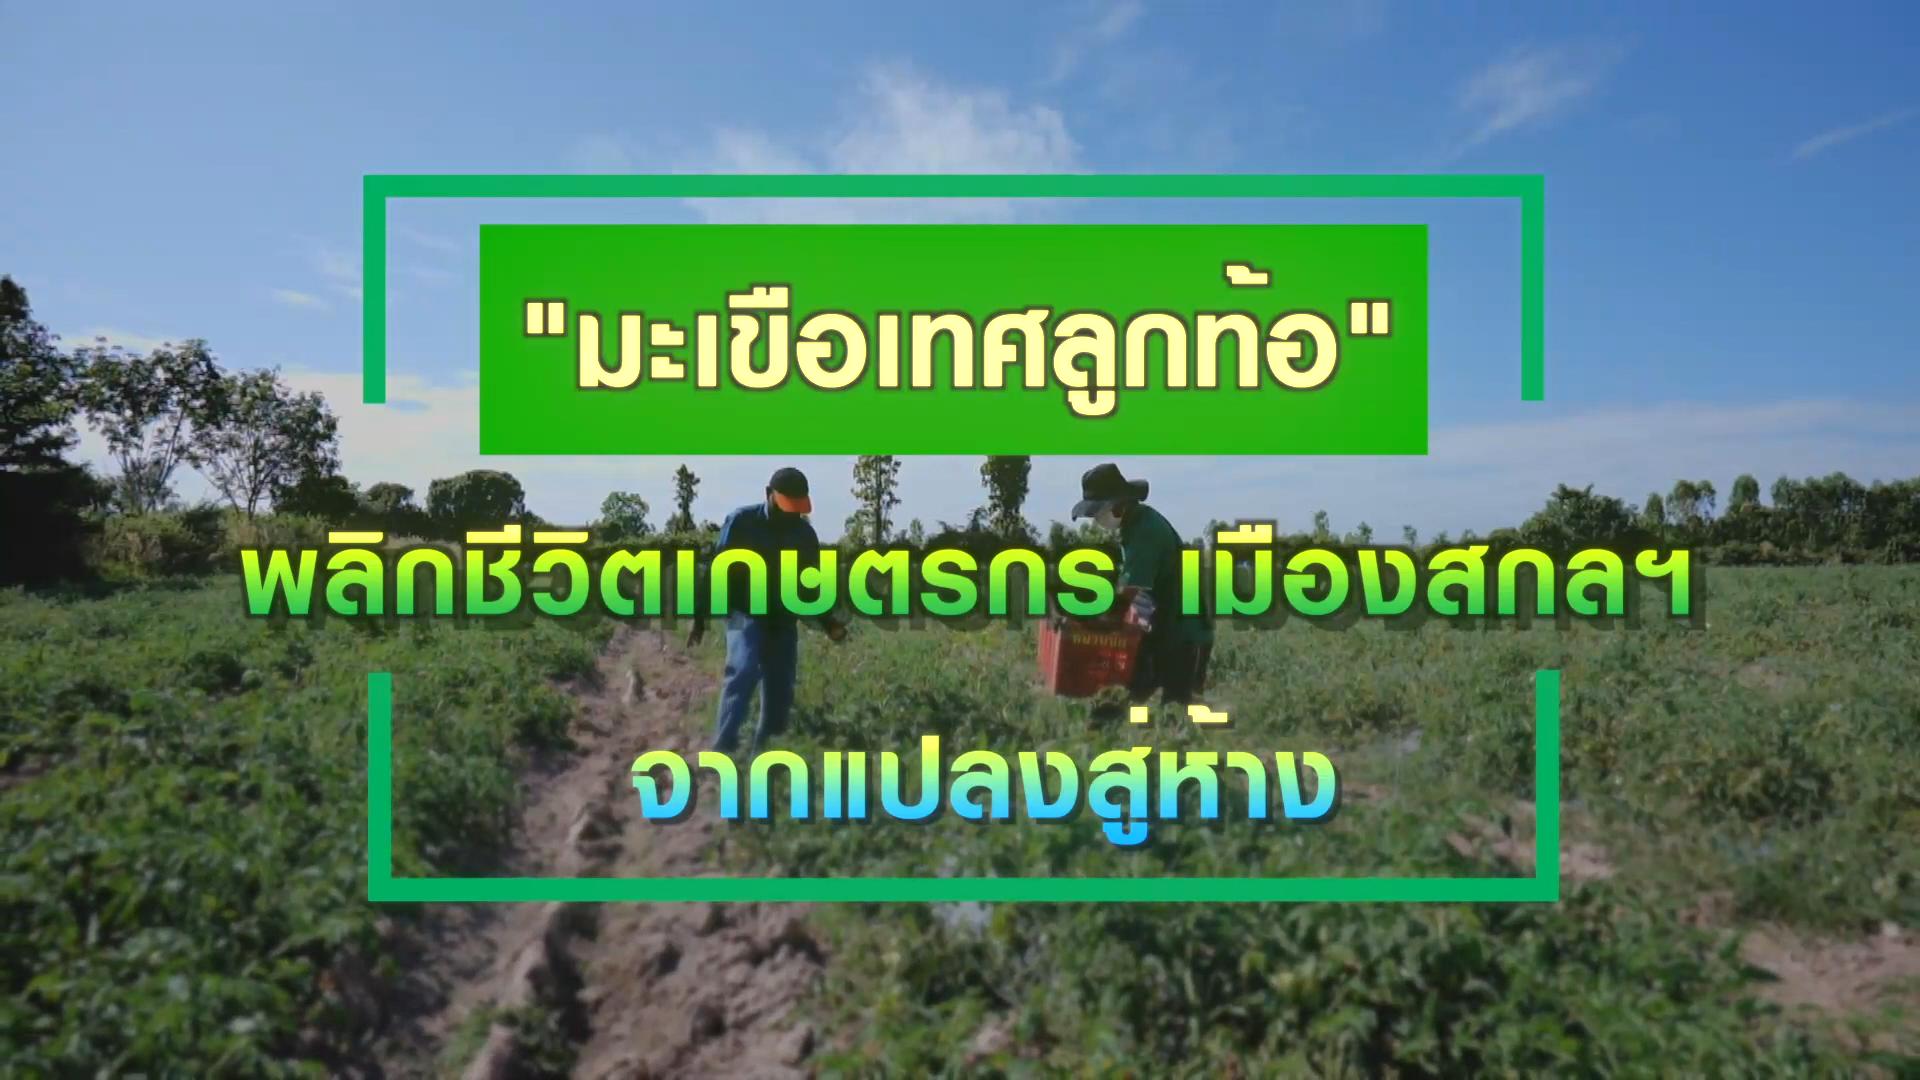 "มะเขือเทศลูกท้อ"
พลิกชีวิตเกษตรกร เมืองสกลฯ
จากแปลงสู่ห้าง